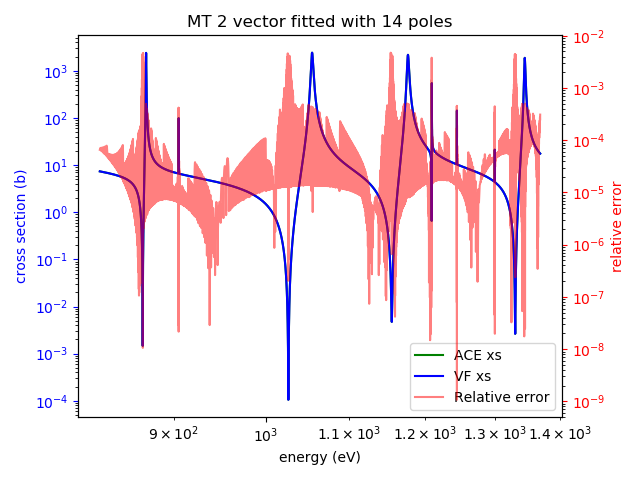 MT 2 vector fitted with 14 poles
cross section (b)
10³
10²
10¹
10⁰
10⁻¹
10⁻²
10⁻³
10⁻⁴
10⁻²
10⁻³
10⁻⁴
10⁻⁵
10⁻⁶
10⁻⁷
10⁻⁸
10⁻⁹
relative error
ACE xs
VF xs
Relative error
9 × 10² 10³ 1.1 × 10³ 1.2 × 10³ 1.3 × 10³ 1.4 × 10³
energy (eV)